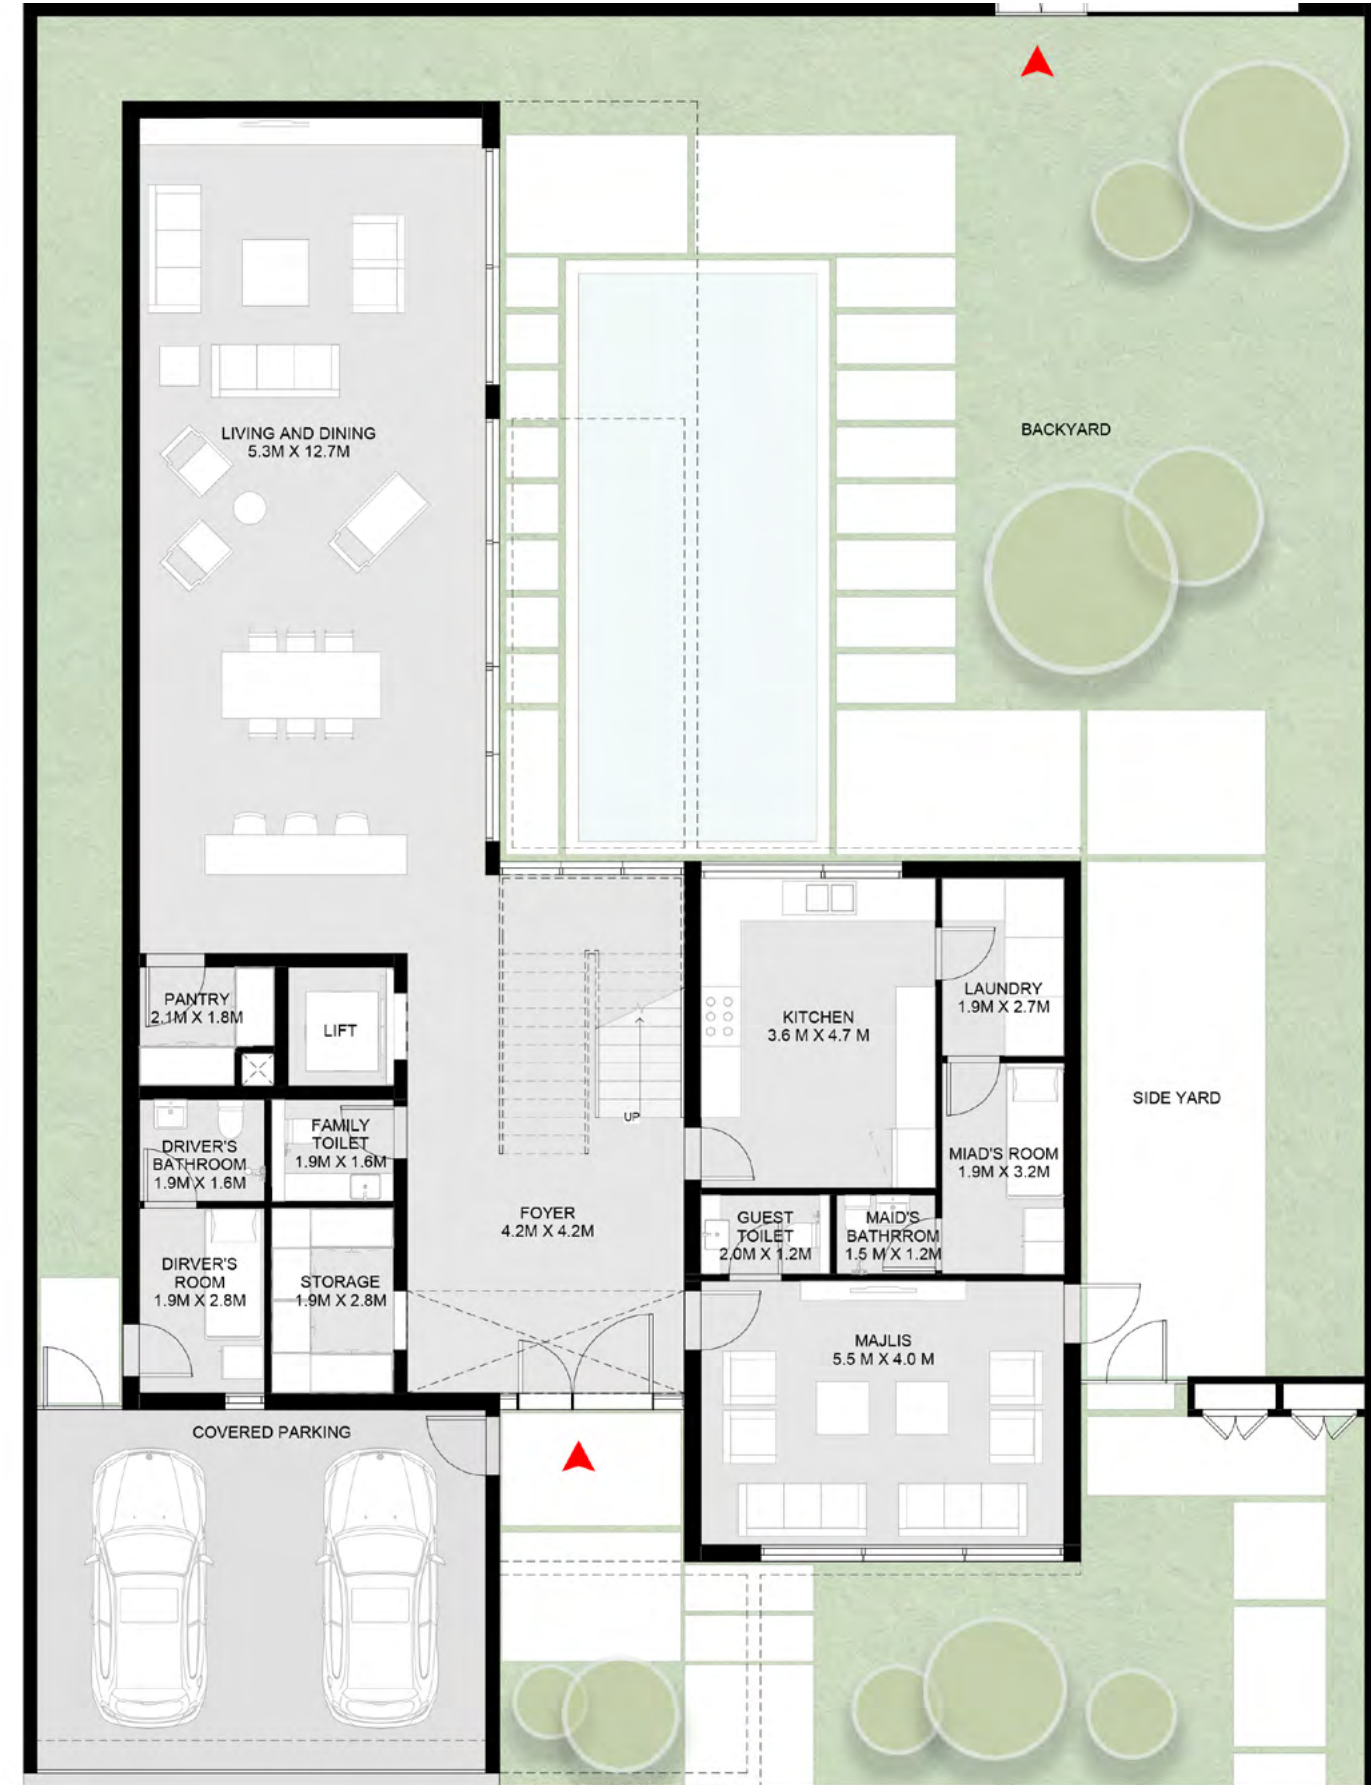 LIVING AND DINING
5.3M X 12.7M
BACKYARD
PANTRY
2.1M X 1.8M
LIFT
KITCHEN
3.6 M X 4.7 M
LAUNDRY
1.9M X 2.7M
SIDE YARD
UP
DRIVER'S
BATHROOM
1.9M X 1.6M
FAMILY
TOILET
1.9M X 1.6M
MIAD'S ROOM
1.9M X 3.2M
FOYER
4.2M X 4.2M
GUEST
TOILET
2.0M X 1.2M
MAID'S
BATHRROM
1.5 M X 1.2M
DIRVER'S
ROOM
1.9M X 2.8M
STORAGE
1.9M X 2.8M
MAJLIS
5.5 M X 4.0 M
COVERED PARKING